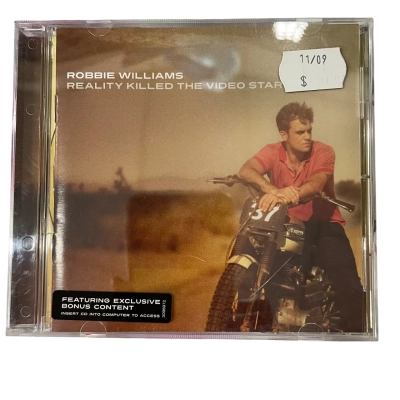 11/09
$
ROBBIE WILLIAMS
REALITY KILLED THE VIDEO STAR
37
FEATURING EXCLUSIVE
BONUS CONTENT
INSERT CD INTO COMPUTER TO ACCESS